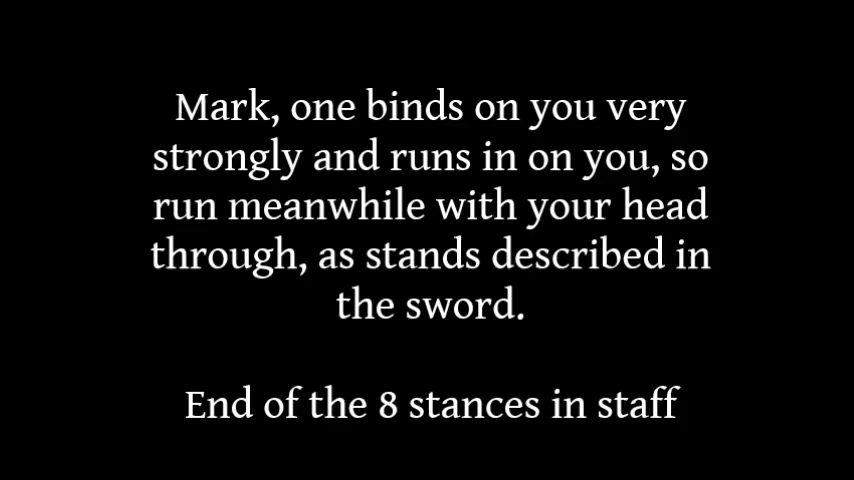 Mark, one binds on you very
strongly and runs in on you, so
run meanwhile with your head
through, as stands described in
the sword.
End of the 8 stances in staff